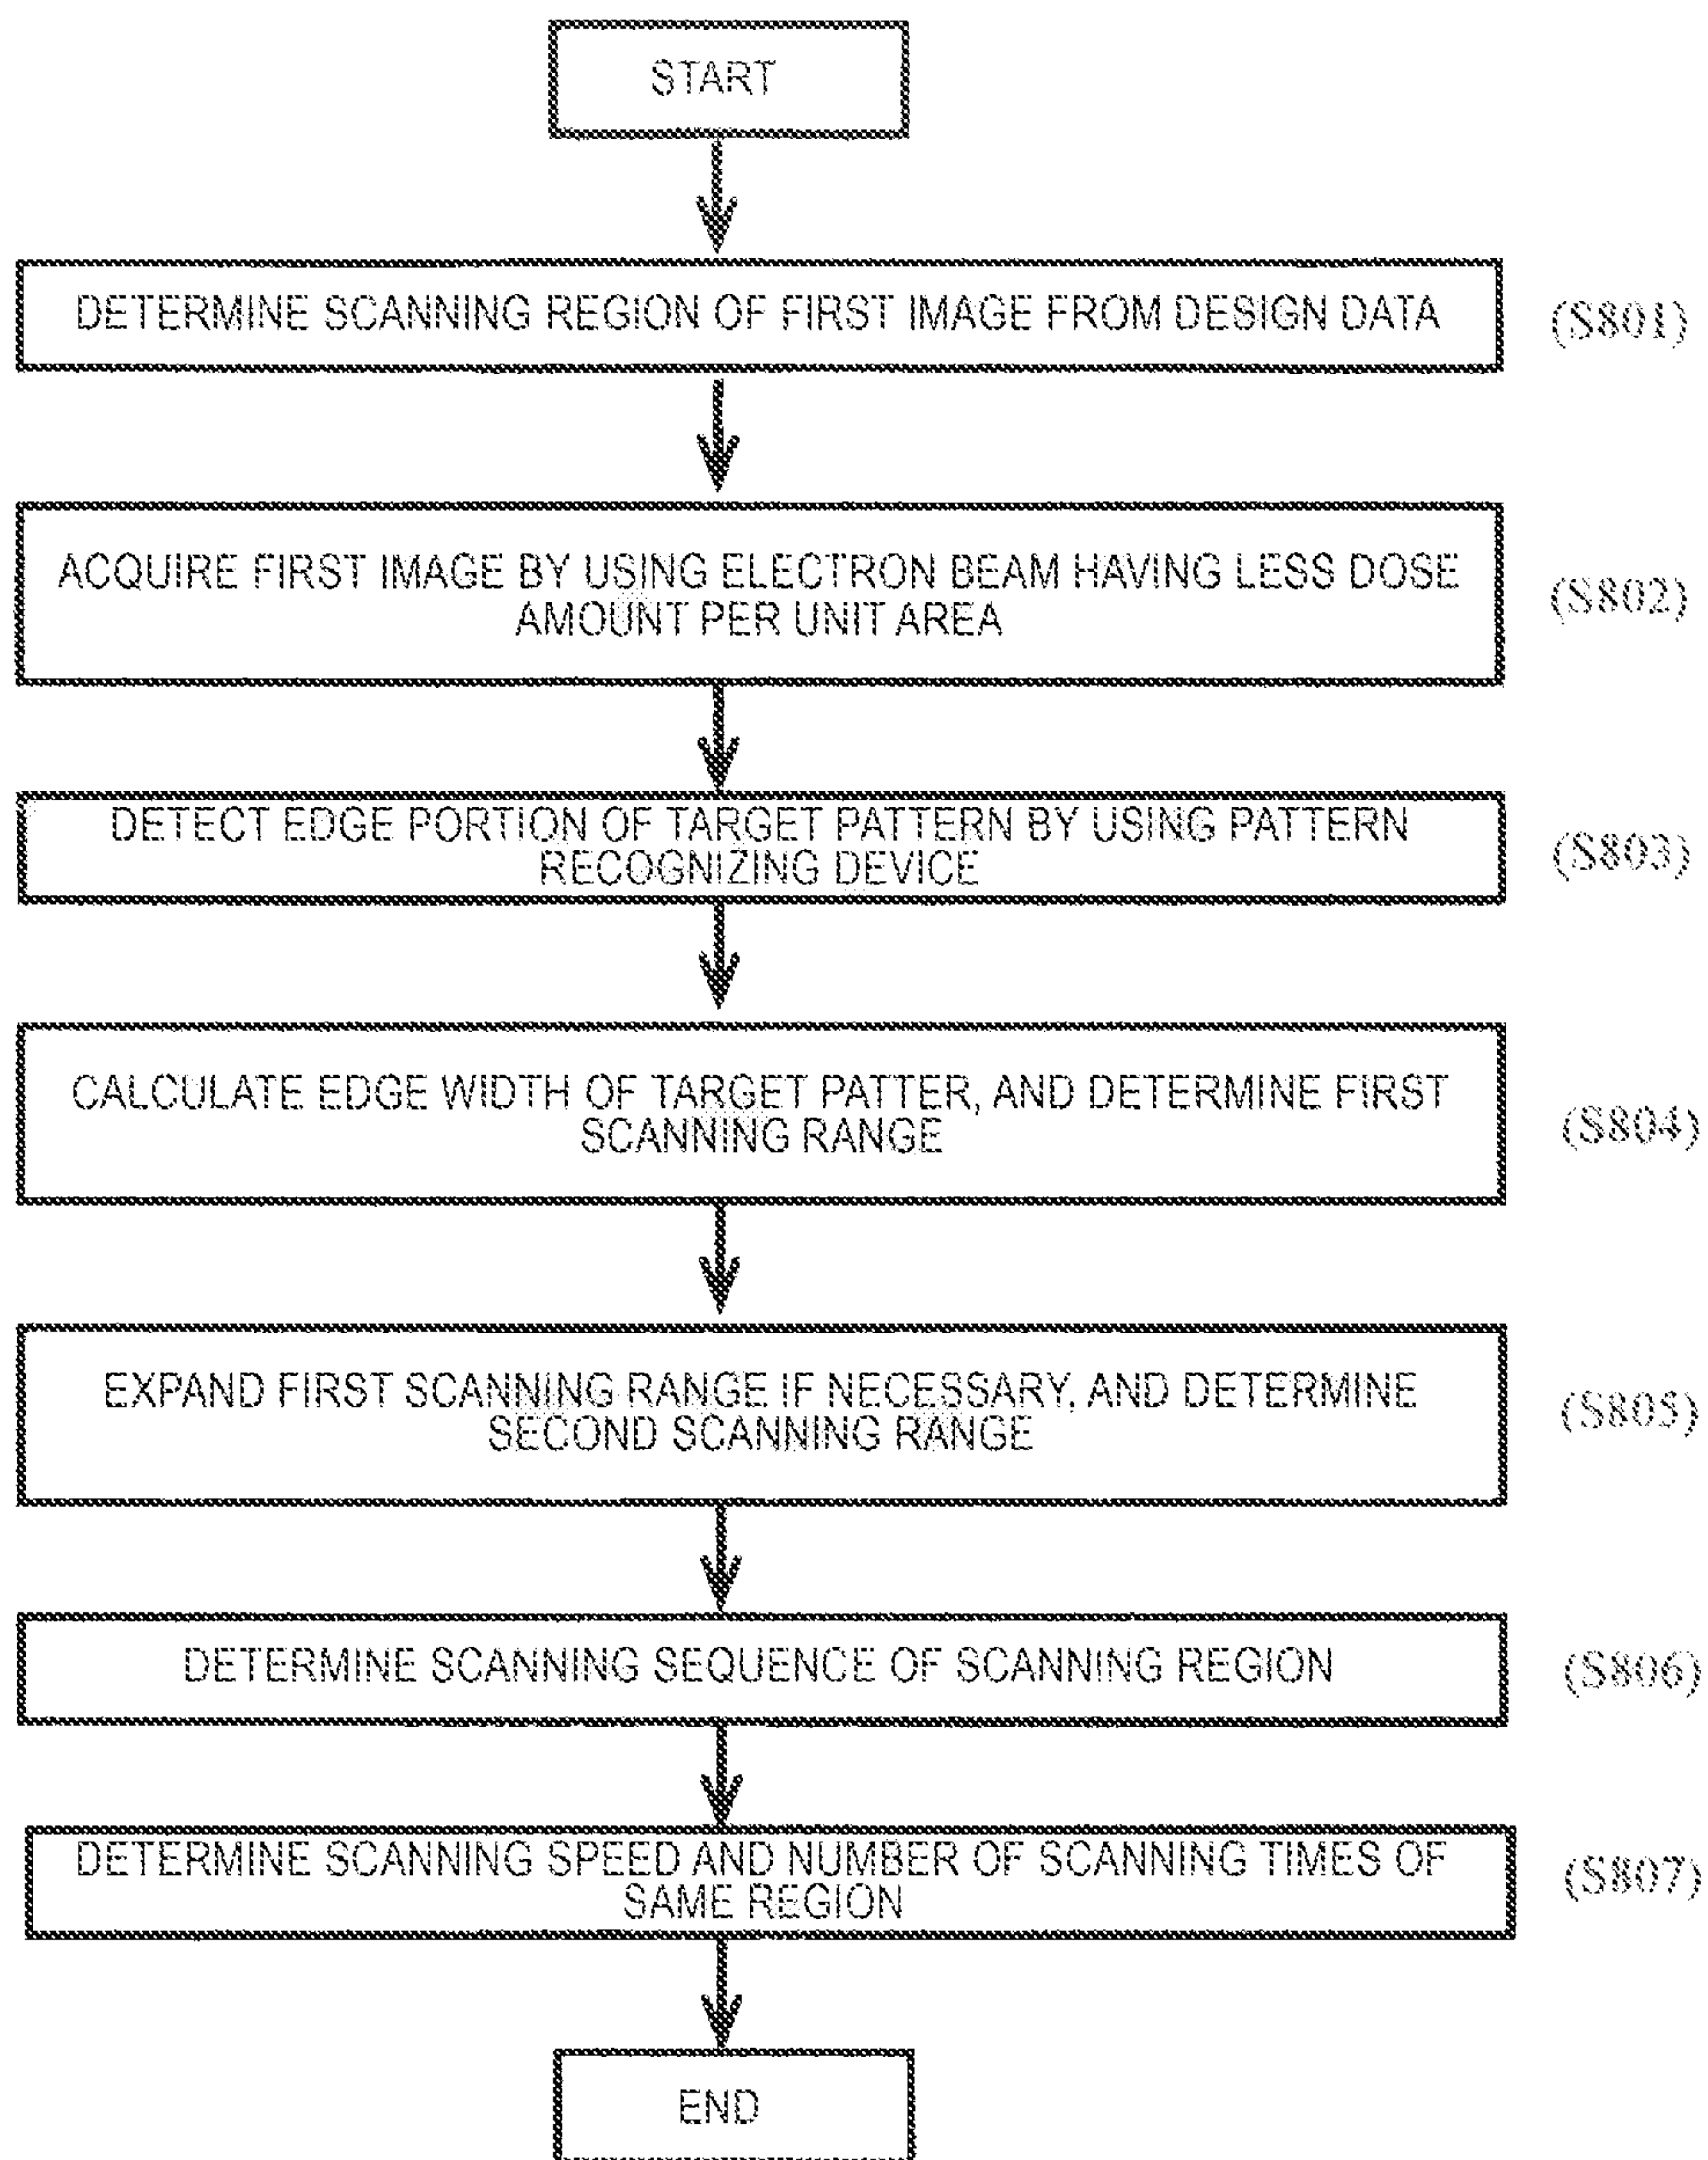 START
DETERMINE SCANNING REGION OF FIRST IMAGE FROM DESIGN DATA
(S801)
ACQUIRE FIRST IMAGE BY USING ELECTRON BEAM HAVING LESS DOSE
AMOUNT PER UNIT AREA
(S802)
DETECT EDGE PORTION OF TARGET PATTERN BY USING PATTERN
RECOGNIZING DEVICE
(S803)
CALCULATE EDGE WIDTH OF TARGET PATTER, AND DETERMINE FIRST
SCANNING RANGE
(S804)
EXPAND FIRST SCANNING RANGE IF NECESSARY, AND DETERMINE
SECOND SCANNING RANGE
(S805)
DETERMINE SCANNING SEQUENCE OF SCANNING REGION
(S806)
DETERMINE SCANNING SPEED AND NUMBER OF SCANNING TIMES OF
SAME REGION
(S807)
END